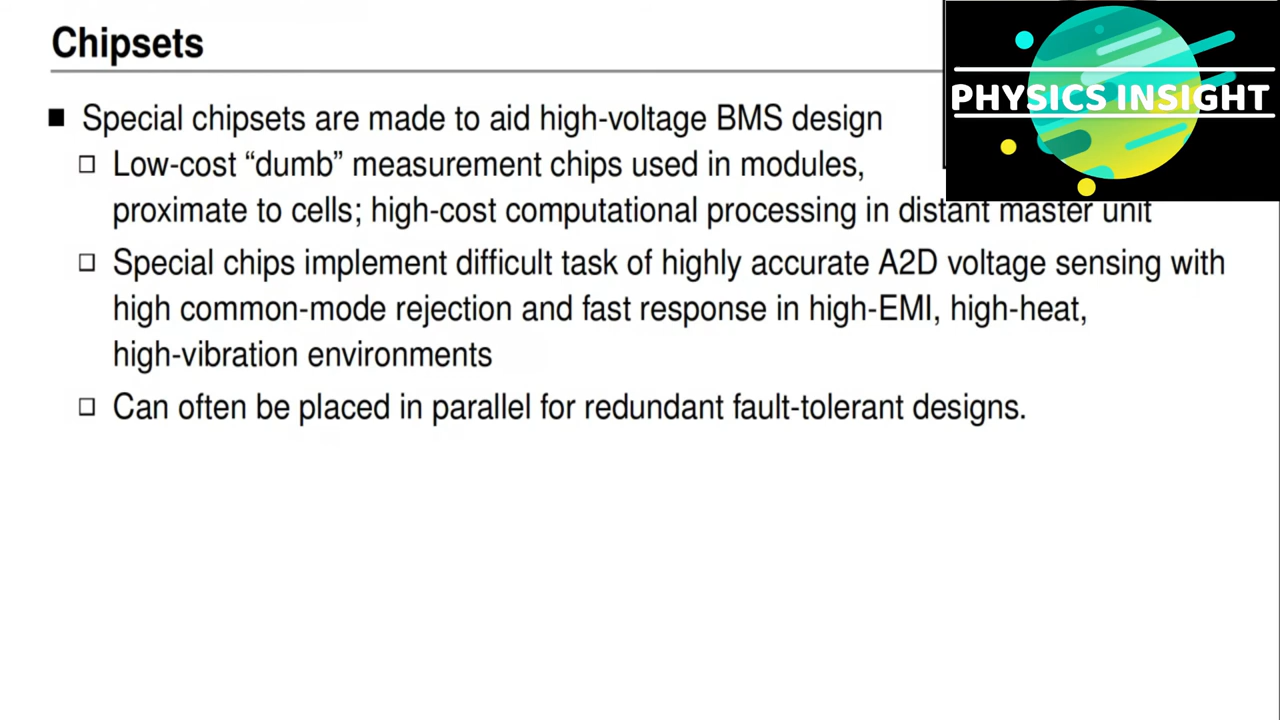 Chipsets
PHYSICS INSIGHT
Special chipsets are made to aid high-voltage BMS design
Low-cost “dumb” measurement chips used in modules,
proximate to cells; high-cost computational processing in distant master unit
Special chips implement difficult task of highly accurate A2D voltage sensing with
high common-mode rejection and fast response in high-EMI, high-heat,
high-vibration environments
Can often be placed in parallel for redundant fault-tolerant designs.